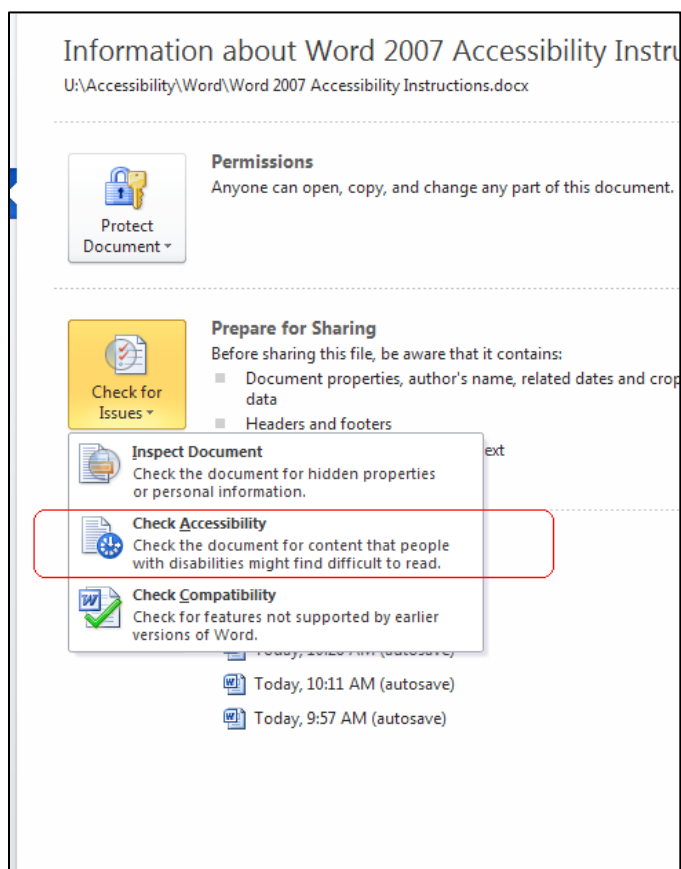 Information about Word 2007 Accessibility Instru
U:\Accessibility\Word\Word 2007 Accessibility Instructions.docx
Protect
Document
Permissions
Anyone can open, copy, and change any part of this document.
Check for
Issues
Prepare for Sharing
Before sharing this file, be aware that it contains:
Document properties, author's name, related dates and crop
data
Headers and footers
ext
Inspect Document
Check the document for hidden properties
or personal information.
Check Accessibility
Check the document for content that people
with disabilities might find difficult to read.
Check Compatibility
Check for features not supported by earlier
versions of Word.
Today, 10:11 AM (autosave)
Today, 9:57 AM (autosave)